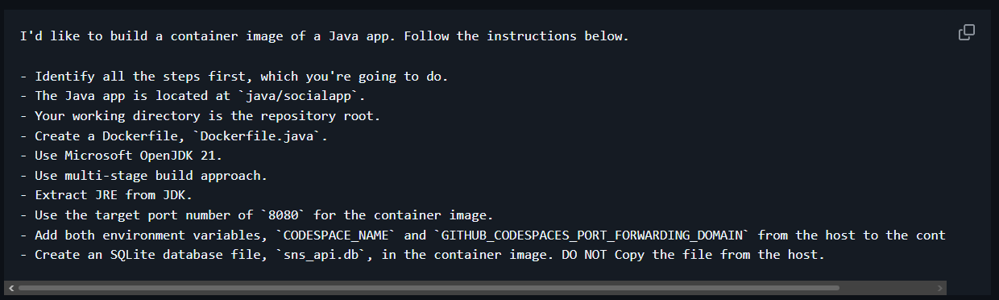 I'd like to build a container image of a Java app. Follow the instructions below.
- Identify all the steps first, which you're going to do.
- The Java app is located at `java/socialapp`.
- Your working directory is the repository root.
- Create a Dockerfile, `Dockerfile.java`.
- Use Microsoft OpenJDK 21.
- Use multi-stage build approach.
- Extract JRE from JDK.
- Use the target port number of `8080` for the container image.
- Add both environment variables, `CODESPACE_NAME` and `GITHUB_CODESPACES_PORT_FORWARDING_DOMAIN` from the host to the cont
- Create an SQLite database file, `sns_api.db`, in the container image. DO NOT Copy the file from the host.